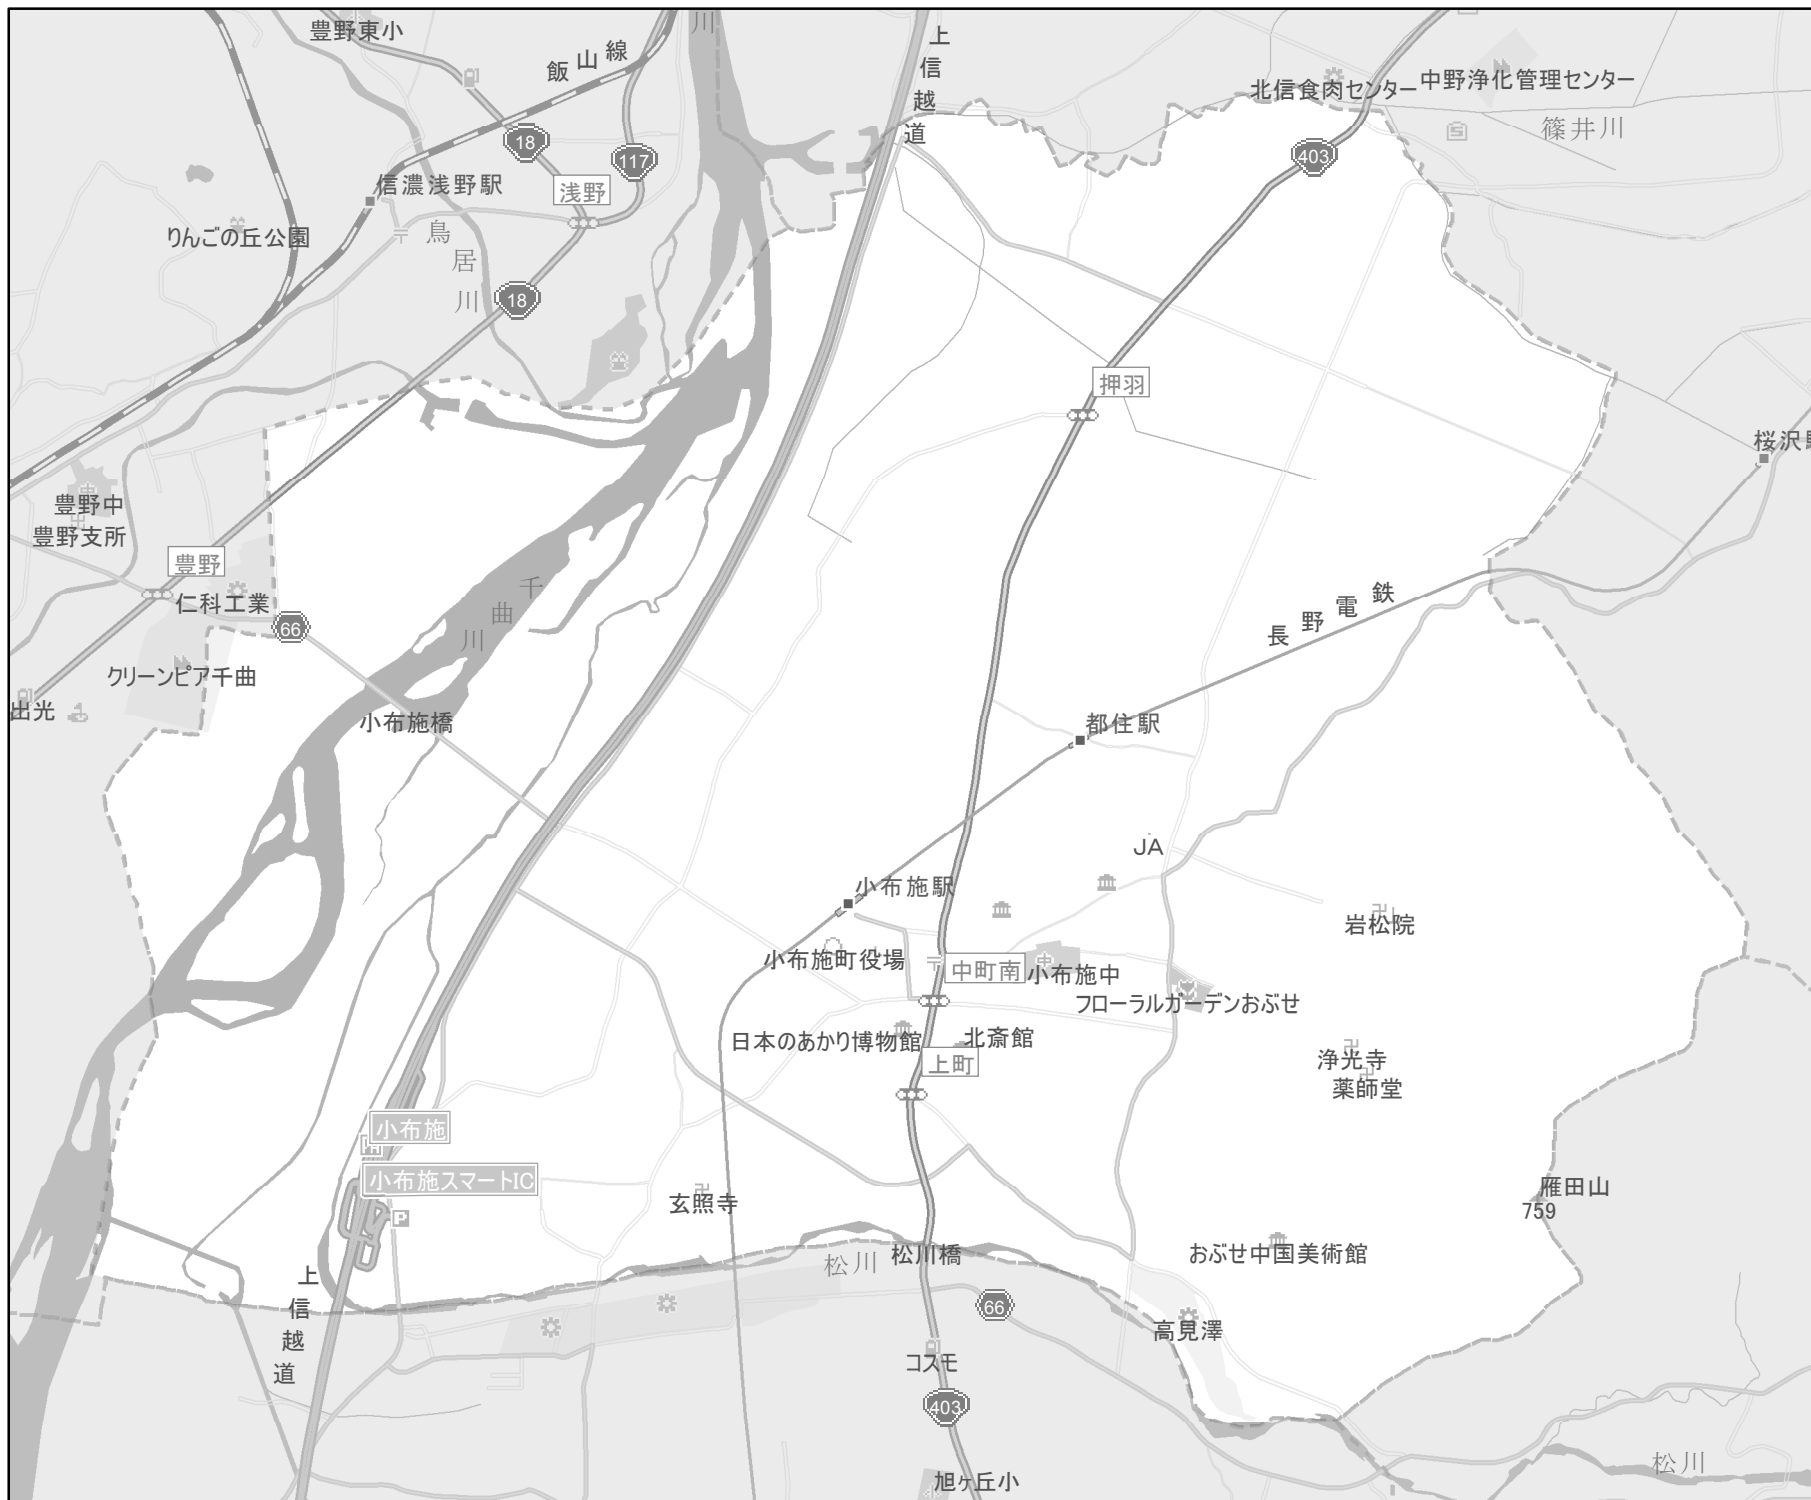 豊野東小
飯山線
川
上信越道
北信食肉センター
中野浄化管理センター
篠井川
18
117
403
信濃浅野駅
浅野
りんごの丘公園
鳥居川
18
押羽
桜沢
豊野中
豊野支所
豊野
仁科工業
66
千曲川
長野電鉄
クリーンピア千曲
出光
小布施橋
都住駅
JA
小布施駅
岩松院
小布施町役場
中町南
小布施中
フローラルガーデンおぶせ
日本のあかり博物館
北斎館
上町
浄光寺
薬師堂
小布施
PA
小布施スマートIC
P
玄照寺
雁田山
759
松川
松川橋
おぶせ中国美術館
上信越道
66
高見澤
コスモ
403
松川
旭ヶ丘小